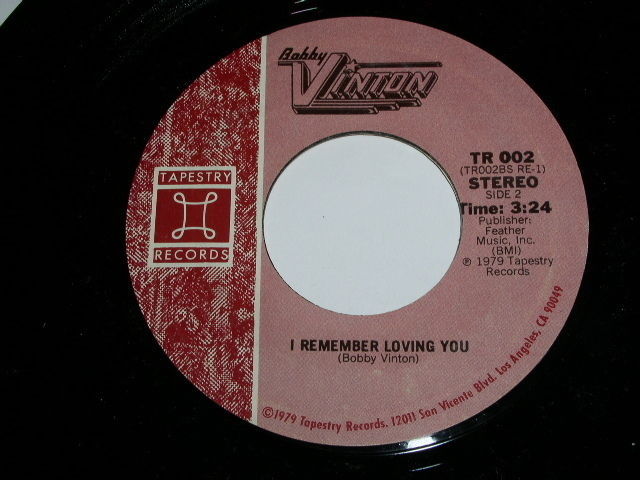 Bobby
VINTON
TAPESTRY
RECORDS
TR 002
(TR002BS RE-1)
STEREO
SIDE 2
Time: 3:24
Publisher:
Feather
Music, Inc.
(BMI)
℗ 1979 Tapestry
Records
I REMEMBER LOVING YOU
(Bobby Vinton)
©1979 Tapestry Records. 12011 San Vicente Blvd. Los Angeles, CA 90049